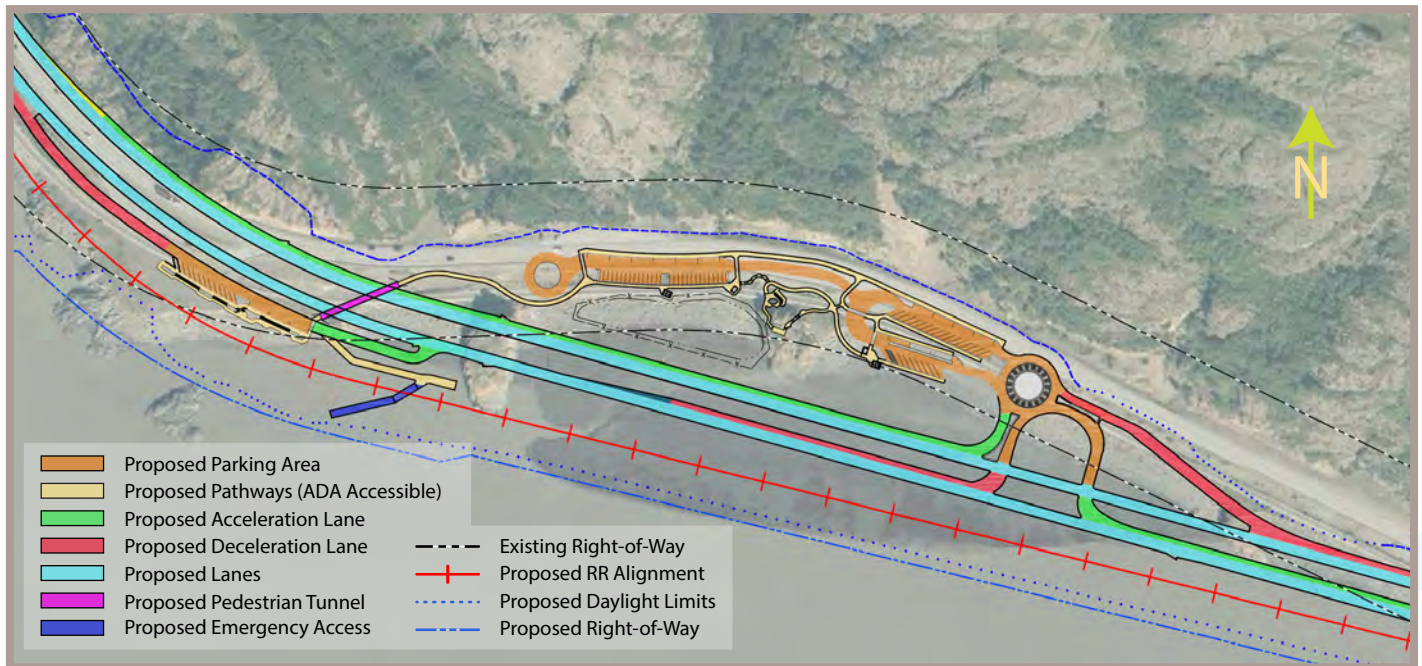 N
Proposed Parking Area
Proposed Pathways (ADA Accessible)
Proposed Acceleration Lane
Proposed Deceleration Lane
Proposed Lanes
Proposed Pedestrian Tunnel
Proposed Emergency Access
Existing Right-of-Way
Proposed RR Alignment
Proposed Daylight Limits
Proposed Right-of-Way